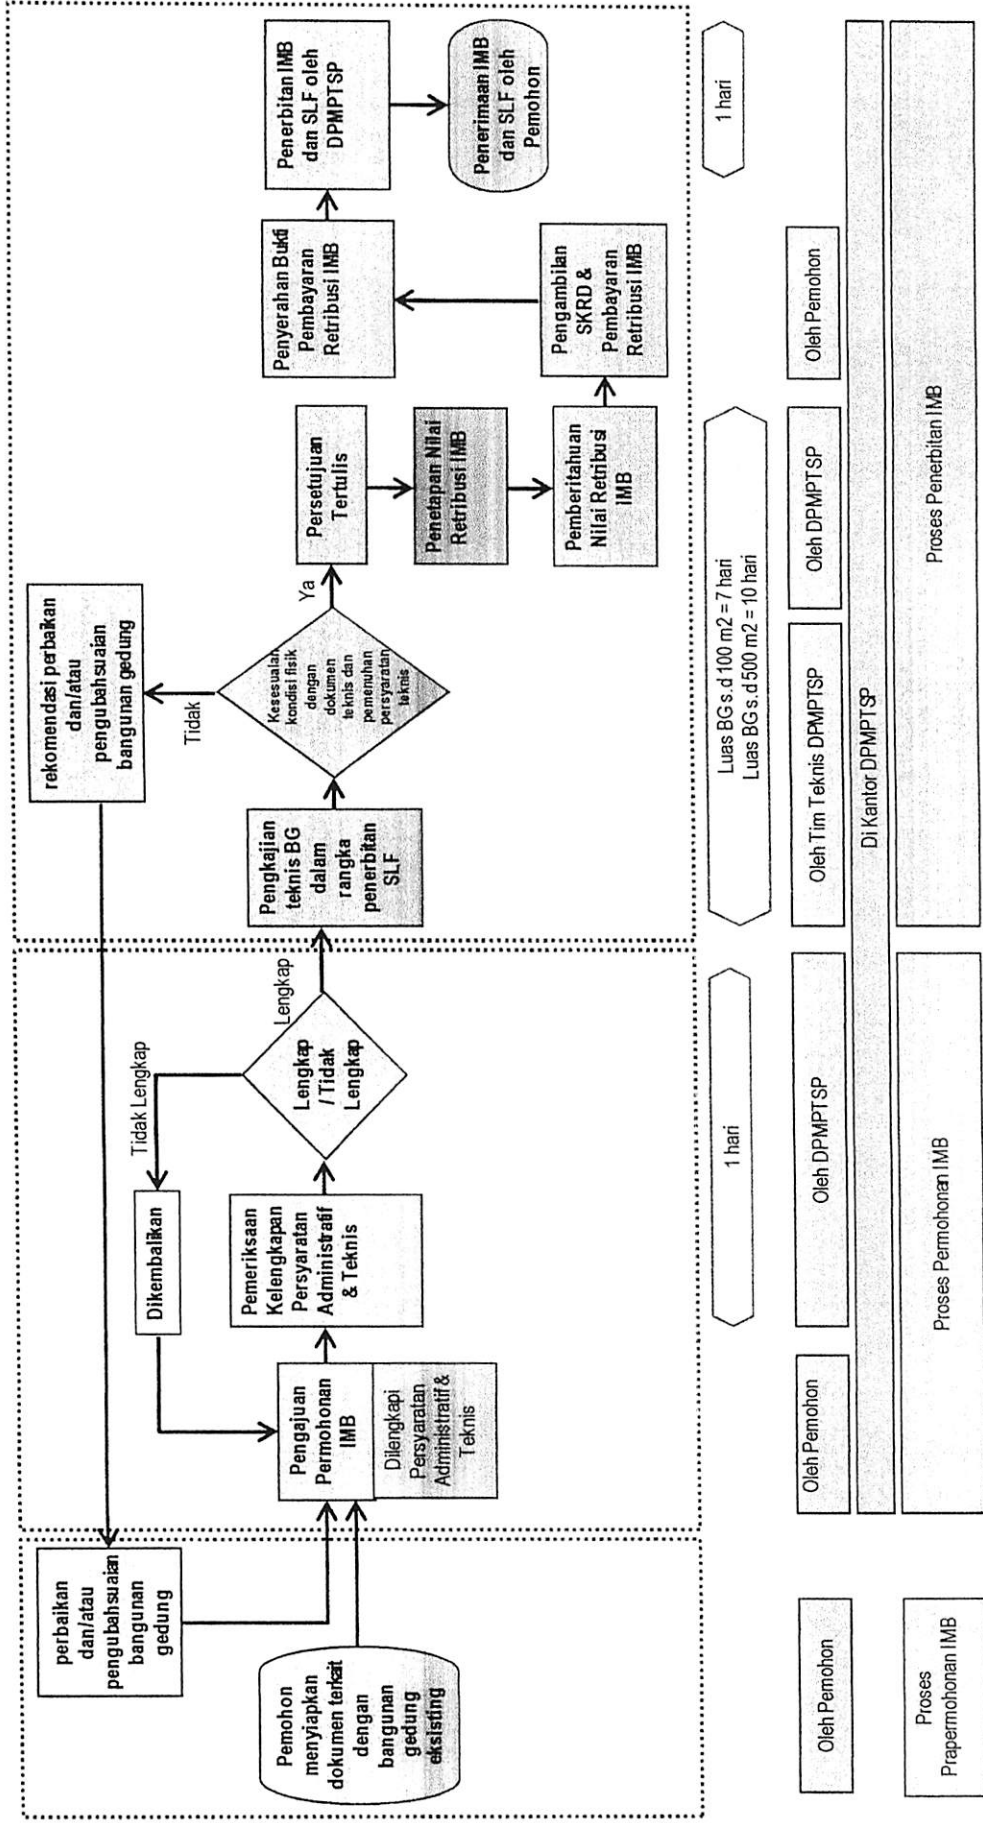 perbaikan
dan/atau
pengubahsuaian
bangunan
gedung
Pemohon
menyiapkan
dokumen terkait
dengan
bangunan
gedung
eksisting
rekomendasi perbaikan
dan/atau
pengubahsuaian
bangunan gedung
Dikembalikan
Tidak Lengkap
Pengajuan
Permohonan
IMB
Dilengkapi
Persyaratan
Administratif &
Teknis
Pemeriksaan
Kelengkapan
Persyaratan
Administratif
& Teknis
Lengkap
/ Tidak
Lengkap
Lengkap
Pengkajian
teknis BG
dalam
rangka
penerbitan
SLF
Kesesuaian
kondisi fisik
dengan
dokumen
teknis dan
pemenuhan
persyaratan
teknis
Tidak
Ya
Persetujuan
Tertulis
Penetapan Nilai
Retribusi IMB
Pemberitahuan
Nilai Retribusi
IMB
Penyerahan Bukti
Pembayaran
Retribusi IMB
Pengambilan
SKRD &
Pembayaran
Retribusi IMB
Penerbitan IMB
dan SLF oleh
DPMPTSP
Penerimaan IMB
dan SLF oleh
Pemohon
1 hari
Luas BG s.d 100 m2 = 7 hari
Luas BG s.d 500 m2 = 10 hari
1 hari
Oleh Pemohon
Oleh Pemohon
Oleh DPMPTSP
Oleh Tim Teknis DPMPTSP
Oleh DPMPTSP
Oleh Pemohon
Di Kantor DPMPTSP
Proses
Prapermohonan IMB
Proses Permohonan IMB
Proses Penerbitan IMB